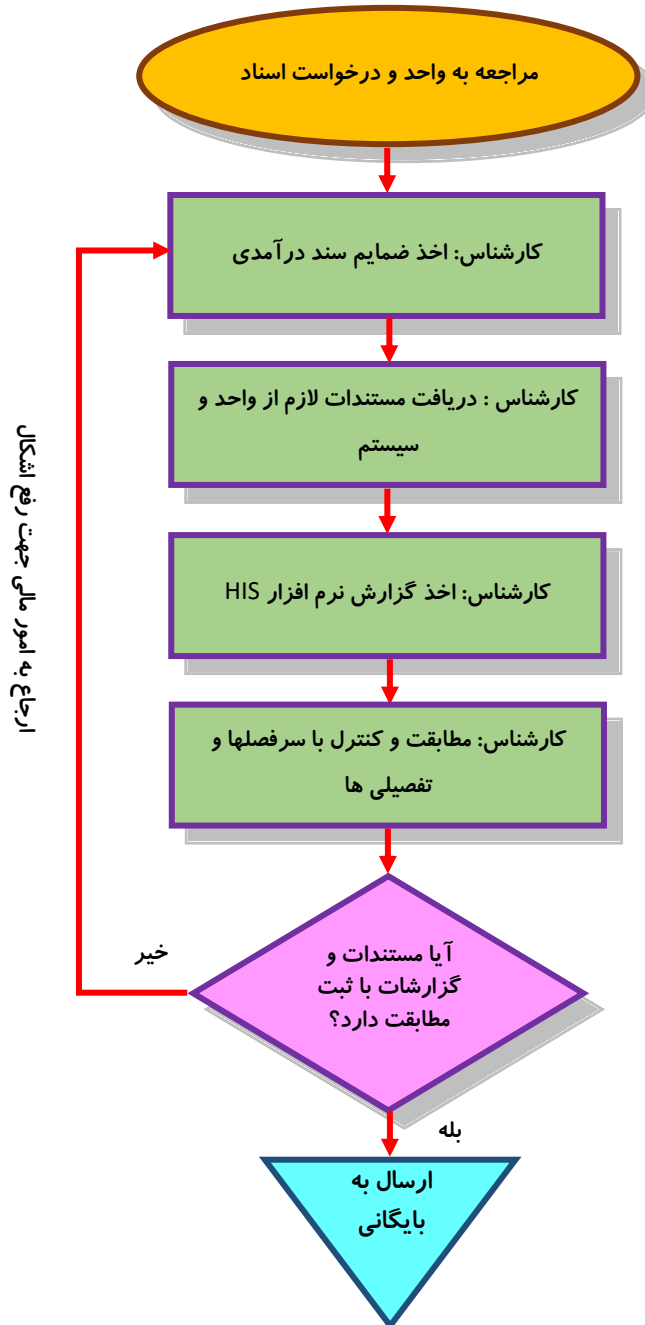 مراجعه به واحد و درخواست اسناد
کارشناس: اخذ ضمایم سند درآمدی
کارشناس : دریافت مستندات لازم از واحد و
سیستم
کارشناس: اخذ گزارش نرم افزار HIS
کارشناس: مطابقت و کنترل با سرفصلها و
تفصیلی ها
آیا مستندات و
گزارشات با ثبت
مطابقت دارد؟
خیر
ارجاع به امور مالی جهت رفع اشکال
بله
ارسال به
بایگانی